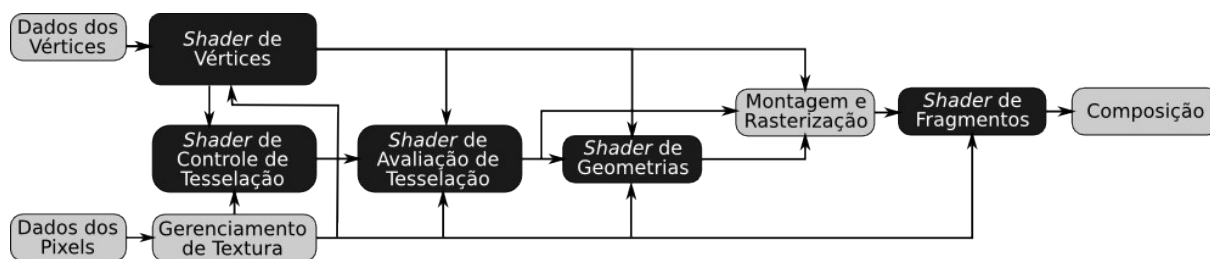 Dados dos
Vértices
Shader de
Vértices
Shader de
Controle de
Tesselação
Shader de
Avaliação de
Tesselação
Shader de
Geometrias
Montagem e
Rasterização
Shader de
Fragmentos
Composição
Dados dos
Pixels
Gerenciamento
de Textura